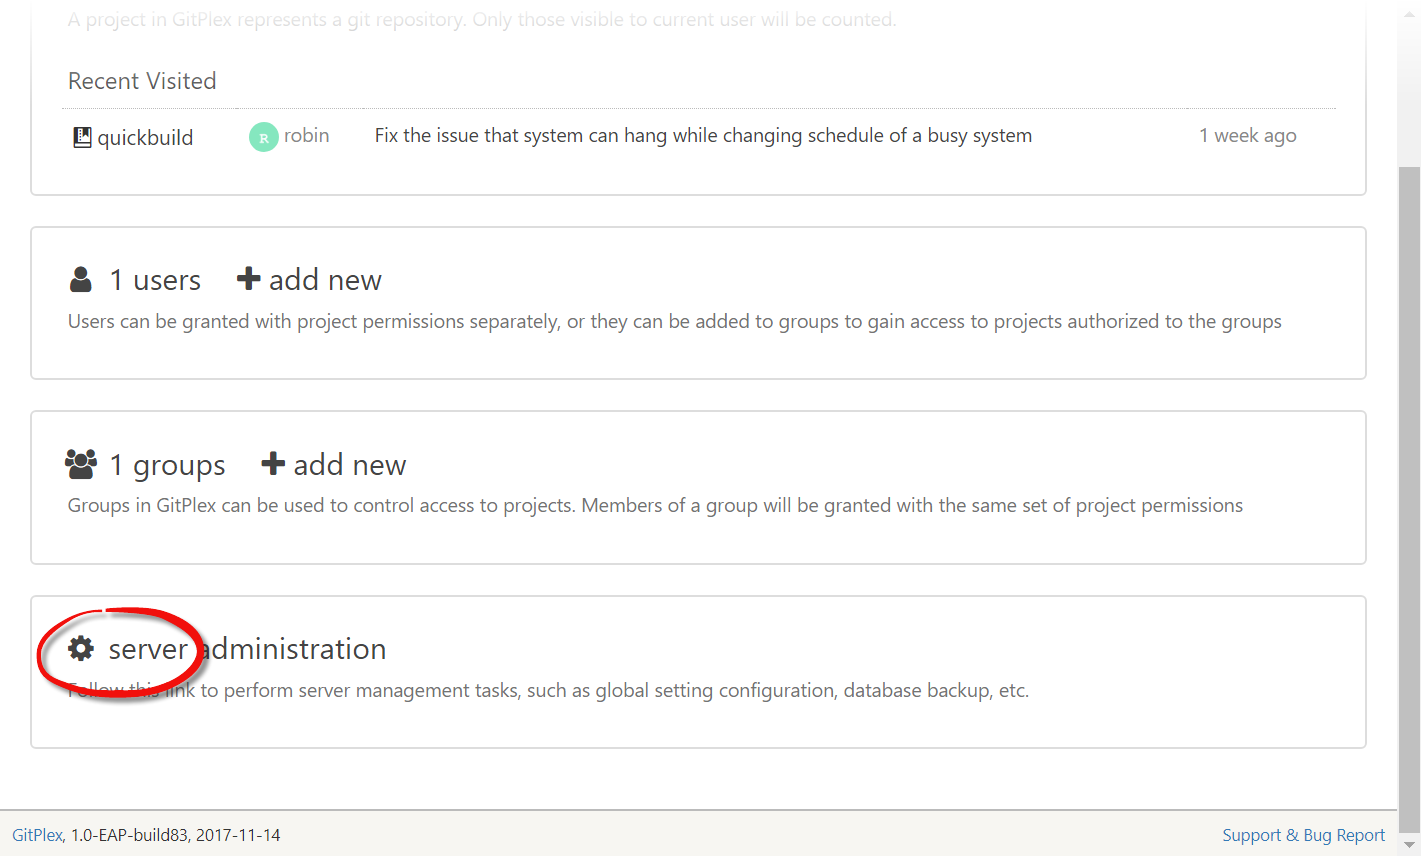 A project in GitPlex represents a git repository. Only those visible to current user will be counted.
Recent Visited
quickbuild R robin Fix the issue that system can hang while changing schedule of a busy system 1 week ago
1 users add new
Users can be granted with project permissions separately, or they can be added to groups to gain access to projects authorized to the groups
1 groups add new
Groups in GitPlex can be used to control access to projects. Members of a group will be granted with the same set of project permissions
server administration
Follow this link to perform server management tasks, such as global setting configuration, database backup, etc.
GitPlex, 1.0-EAP-build83, 2017-11-14 Support & Bug Report